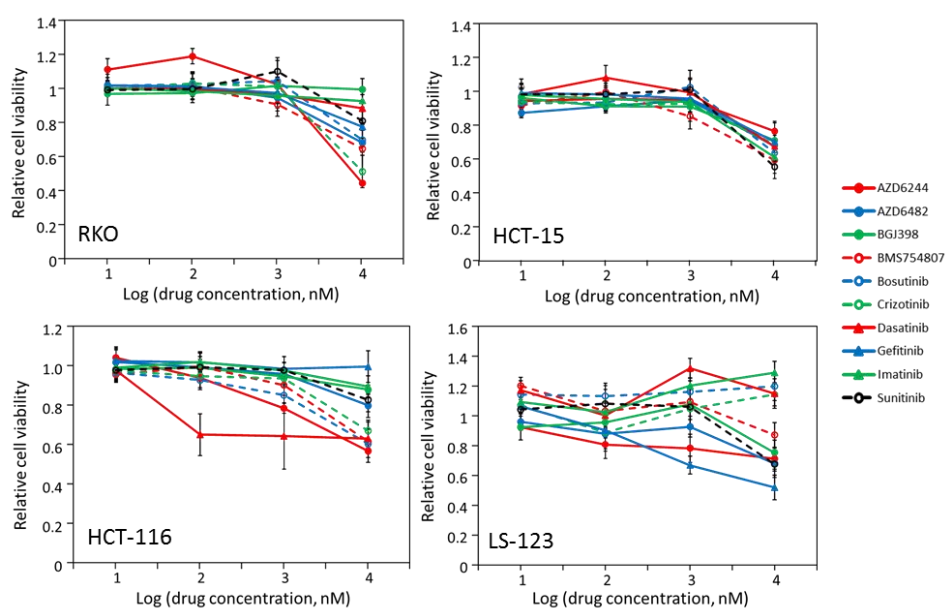 Relative cell viability
1.4
1.2
1
0.8
0.6
0.4
0.2
0
RKO
1 2 3 4
Log (drug concentration, nM)
Relative cell viability
1.4
1.2
1
0.8
0.6
0.4
0.2
0
HCT-15
1 2 3 4
Log (drug concentration, nM)
AZD6244
AZD6482
BGJ398
BMS754807
Bosutinib
Crizotinib
Dasatinib
Gefitinib
Imatinib
Sunitinib
Relative cell viability
1.2
1.0
0.8
0.6
0.4
0.2
0
HCT-116
1 2 3 4
Log (drug concentration, nM)
Relative cell viability
1.6
1.4
1.2
1
0.8
0.6
0.4
0.2
0
LS-123
1 2 3 4
Log (drug concentration, nM)